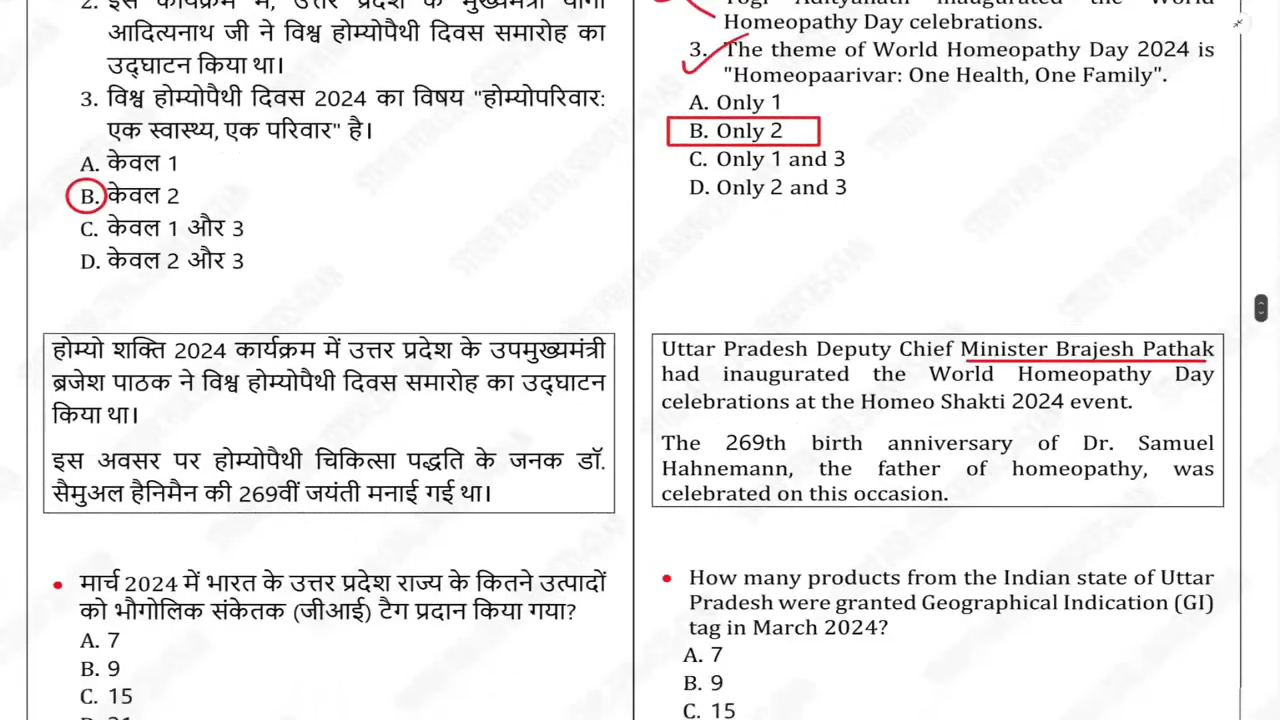 2. इस कार्यक्रम में, उत्तर प्रदेश के मुख्यमंत्री योगी
आदित्यनाथ जी ने विश्व होम्योपैथी दिवस समारोह का
उद्घाटन किया था।
3. विश्व होम्योपैथी दिवस 2024 का विषय "होम्योपरिवार:
एक स्वास्थ्य, एक परिवार" है।
A. केवल 1
B. केवल 2
C. केवल 1 और 3
D. केवल 2 और 3
होम्यो शक्ति 2024 कार्यक्रम में उत्तर प्रदेश के उपमुख्यमंत्री
ब्रजेश पाठक ने विश्व होम्योपैथी दिवस समारोह का उद्घाटन
किया था।
इस अवसर पर होम्योपैथी चिकित्सा पद्धति के जनक डॉ.
सैमुअल हैनिमैन की 269वीं जयंती मनाई गई था।
• मार्च 2024 में भारत के उत्तर प्रदेश राज्य के कितने उत्पादों
को भौगोलिक संकेतक (जीआई) टैग प्रदान किया गया?
A. 7
B. 9
C. 15
Yogi Adityanath inaugurated the World
Homeopathy Day celebrations.
3. The theme of World Homeopathy Day 2024 is
"Homeopaarivar: One Health, One Family".
A. Only 1
B. Only 2
C. Only 1 and 3
D. Only 2 and 3
Uttar Pradesh Deputy Chief Minister Brajesh Pathak
had inaugurated the World Homeopathy Day
celebrations at the Homeo Shakti 2024 event.
The 269th birth anniversary of Dr. Samuel
Hahnemann, the father of homeopathy, was
celebrated on this occasion.
• How many products from the Indian state of Uttar
Pradesh were granted Geographical Indication (GI)
tag in March 2024?
A. 7
B. 9
C. 15